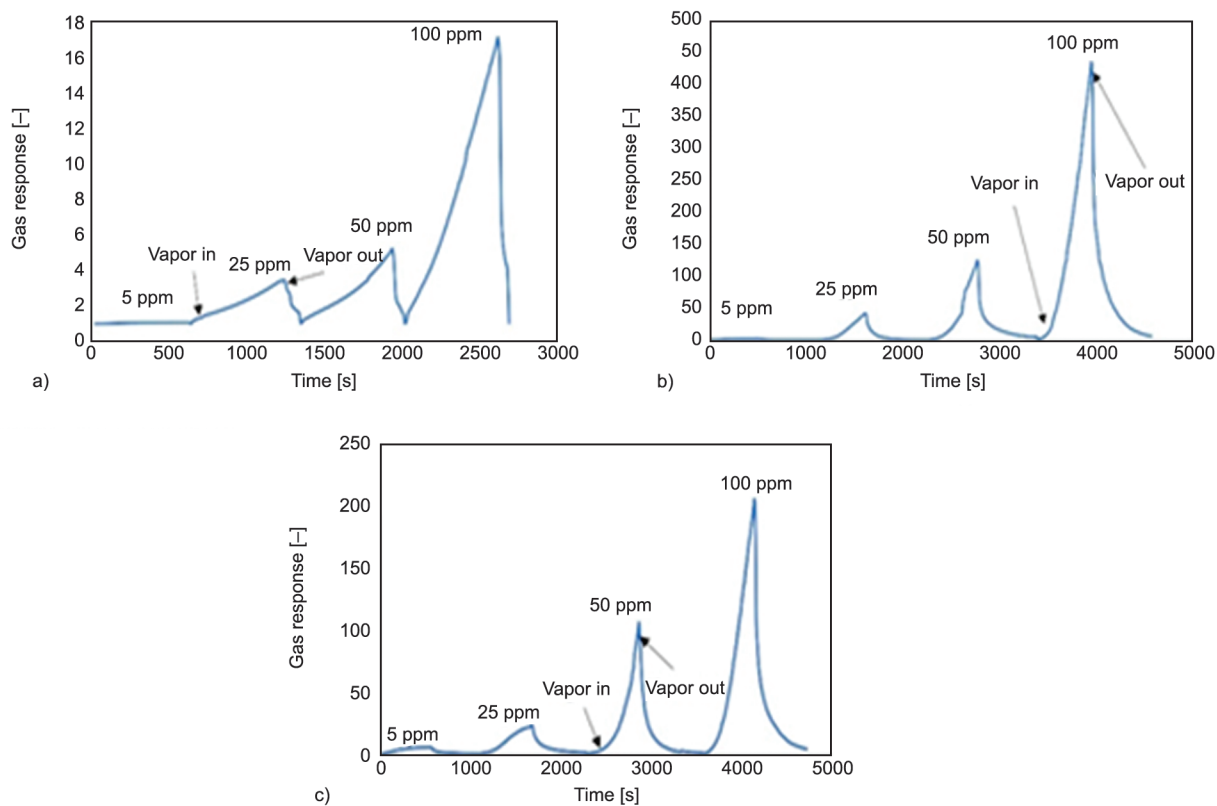 18
16
14
12
10
8
6
4
2
0
Gas response [–]
100 ppm
50 ppm
Vapor in
25 ppm
Vapor out
5 ppm
0 500 1000 1500 2000 2500 3000
a)
Time [s]
500
50
400
350
300
250
200
150
100
50
0
Gas response [–]
100 ppm
Vapor in
Vapor out
50 ppm
25 ppm
5 ppm
0 1000 2000 3000 4000 5000
b)
Time [s]
250
200
150
100
50
0
Gas response [–]
100 ppm
50 ppm
Vapor in
Vapor out
25 ppm
5 ppm
0 1000 2000 3000 4000 5000
c)
Time [s]